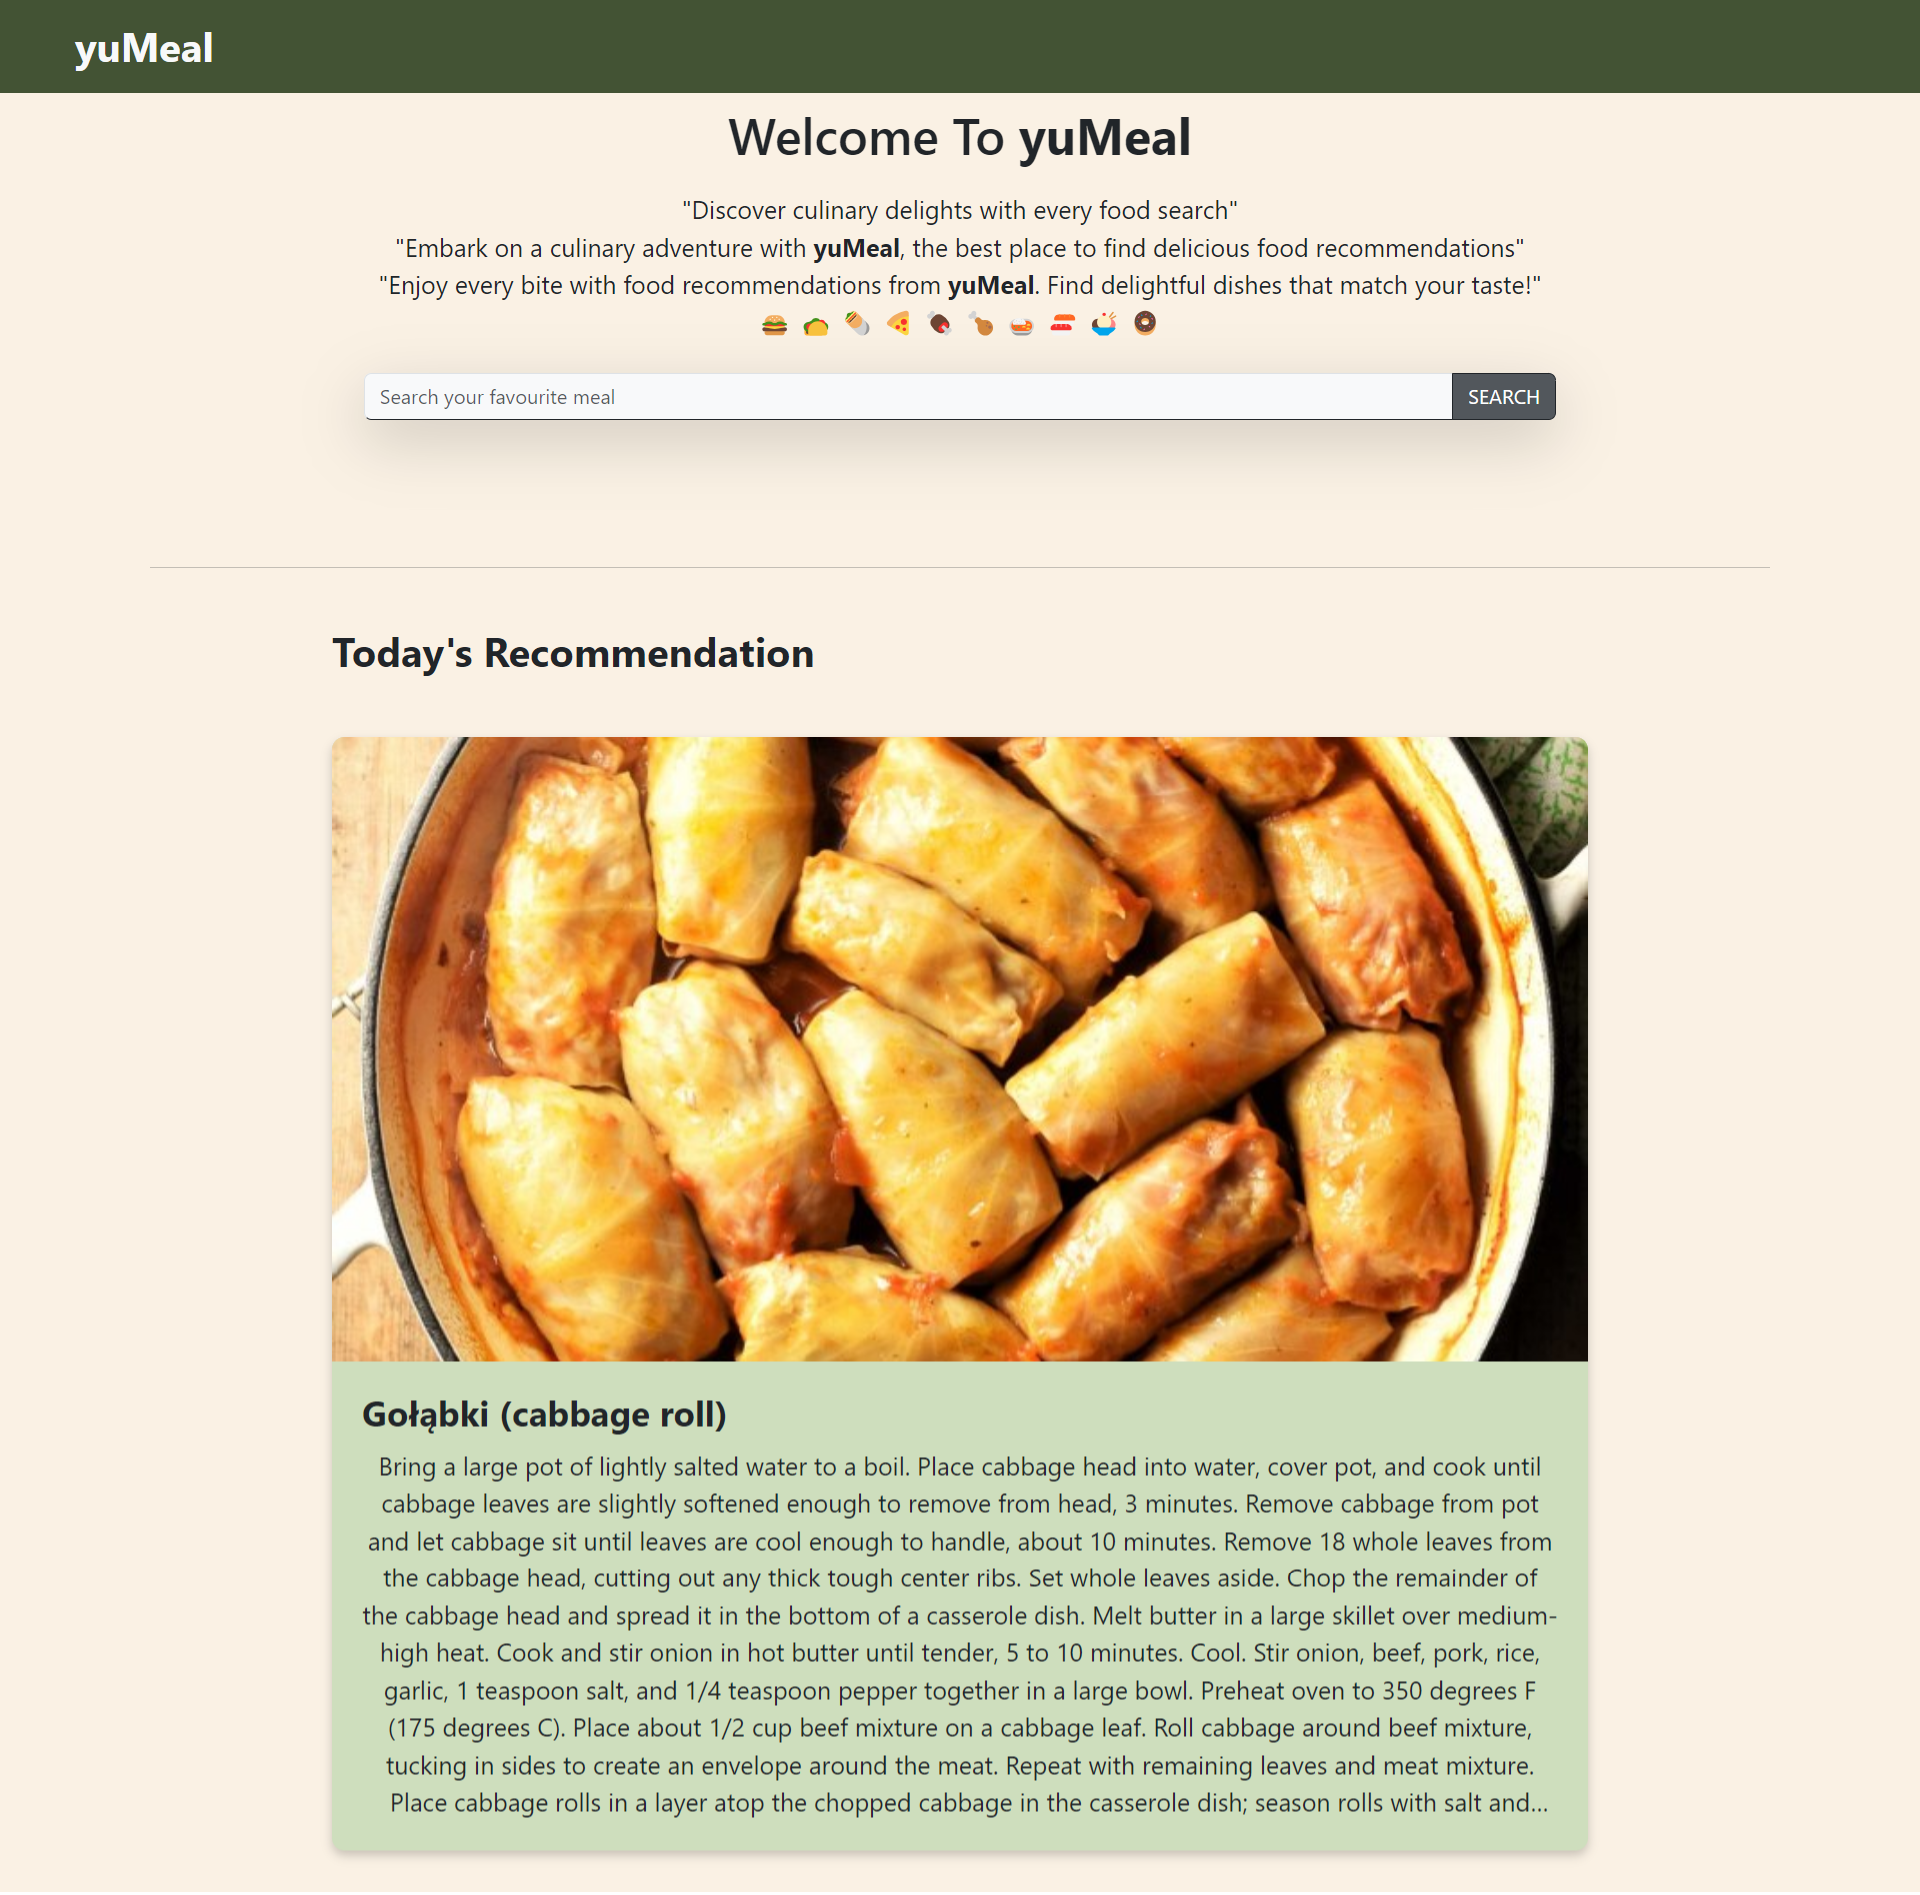 yuMeal
Welcome To yuMeal
"Discover culinary delights with every food search"
"Embark on a culinary adventure with yuMeal, the best place to find delicious food recommendations"
"Enjoy every bite with food recommendations from yuMeal. Find delightful dishes that match your taste!"
🍔 🌮 🌯 🍕 🍖 🍗 🍲 🍣 🍨 🍩
Search your favourite meal
SEARCH
Today's Recommendation
Gołąbki (cabbage roll)
Bring a large pot of lightly salted water to a boil. Place cabbage head into water, cover pot, and cook until
cabbage leaves are slightly softened enough to remove from head, 3 minutes. Remove cabbage from pot
and let cabbage sit until leaves are cool enough to handle, about 10 minutes. Remove 18 whole leaves from
the cabbage head, cutting out any thick tough center ribs. Set whole leaves aside. Chop the remainder of
the cabbage head and spread it in the bottom of a casserole dish. Melt butter in a large skillet over medium-
high heat. Cook and stir onion in hot butter until tender, 5 to 10 minutes. Cool. Stir onion, beef, pork, rice,
garlic, 1 teaspoon salt, and 1/4 teaspoon pepper together in a large bowl. Preheat oven to 350 degrees F
(175 degrees C). Place about 1/2 cup beef mixture on a cabbage leaf. Roll cabbage around beef mixture,
tucking in sides to create an envelope around the meat. Repeat with remaining leaves and meat mixture.
Place cabbage rolls in a layer atop the chopped cabbage in the casserole dish; season rolls with salt and...